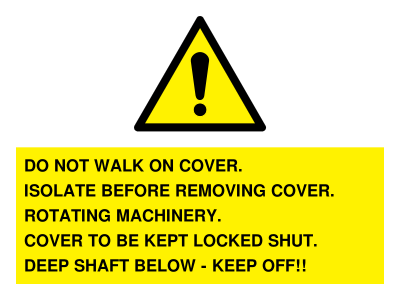 DO NOT WALK ON COVER.
ISOLATE BEFORE REMOVING COVER.
ROTATING MACHINERY.
COVER TO BE KEPT LOCKED SHUT.
DEEP SHAFT BELOW - KEEP OFF!!